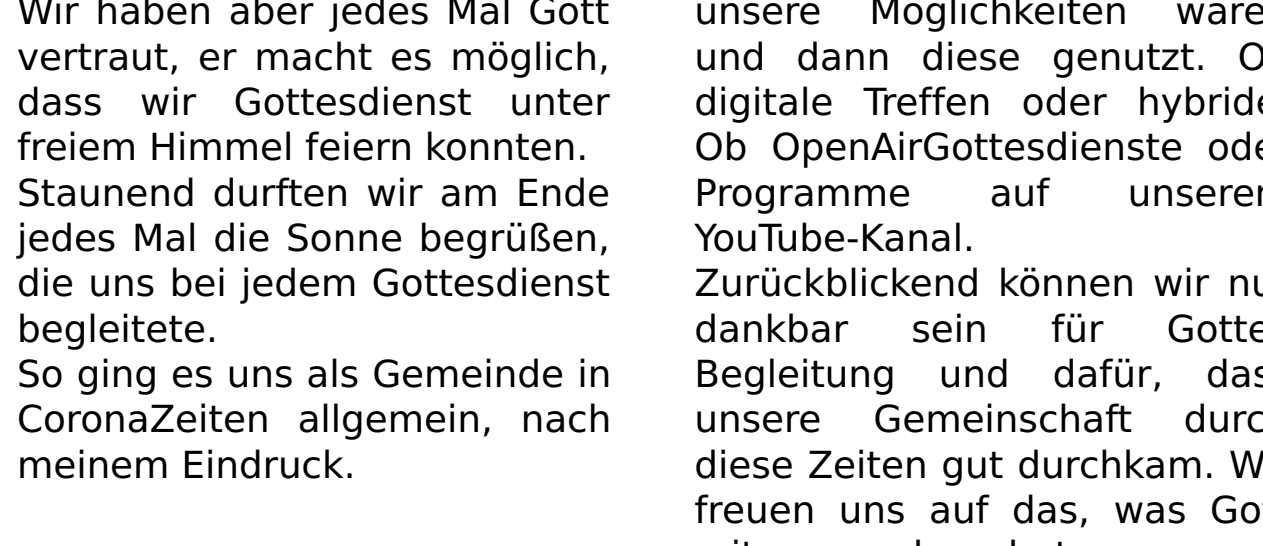 Wir haben aber jedes Mal Gott
vertraut, er macht es möglich,
dass wir Gottesdienst unter
freiem Himmel feiern konnten.
Staunend durften wir am Ende
jedes Mal die Sonne begrüßen,
die uns bei jedem Gottesdienst
begleitete.
So ging es uns als Gemeinde in
CoronaZeiten allgemein, nach
meinem Eindruck.
unsere Möglichkeiten
und dann diese genutzt.
digitale Treffen oder
Ob OpenAirGottesdienste
Programme auf
YouTube-Kanal.
Zurückblickend können wir
dankbar sein für
Begleitung und dafür,
unsere Gemeinschaft
diese Zeiten gut durchkam.
freuen uns auf das, was